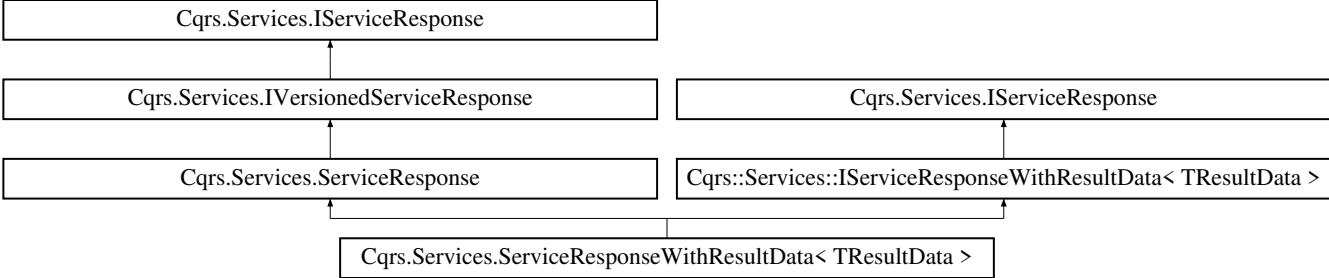 Cqrs.Services.IServiceResponse
Cqrs.Services.IVersionedServiceResponse
Cqrs.Services.IServiceResponse
Cqrs.Services.ServiceResponse
Cqrs::Services::IServiceResponseWithResultData< TResultData >
Cqrs.Services.ServiceResponseWithResultData< TResultData >